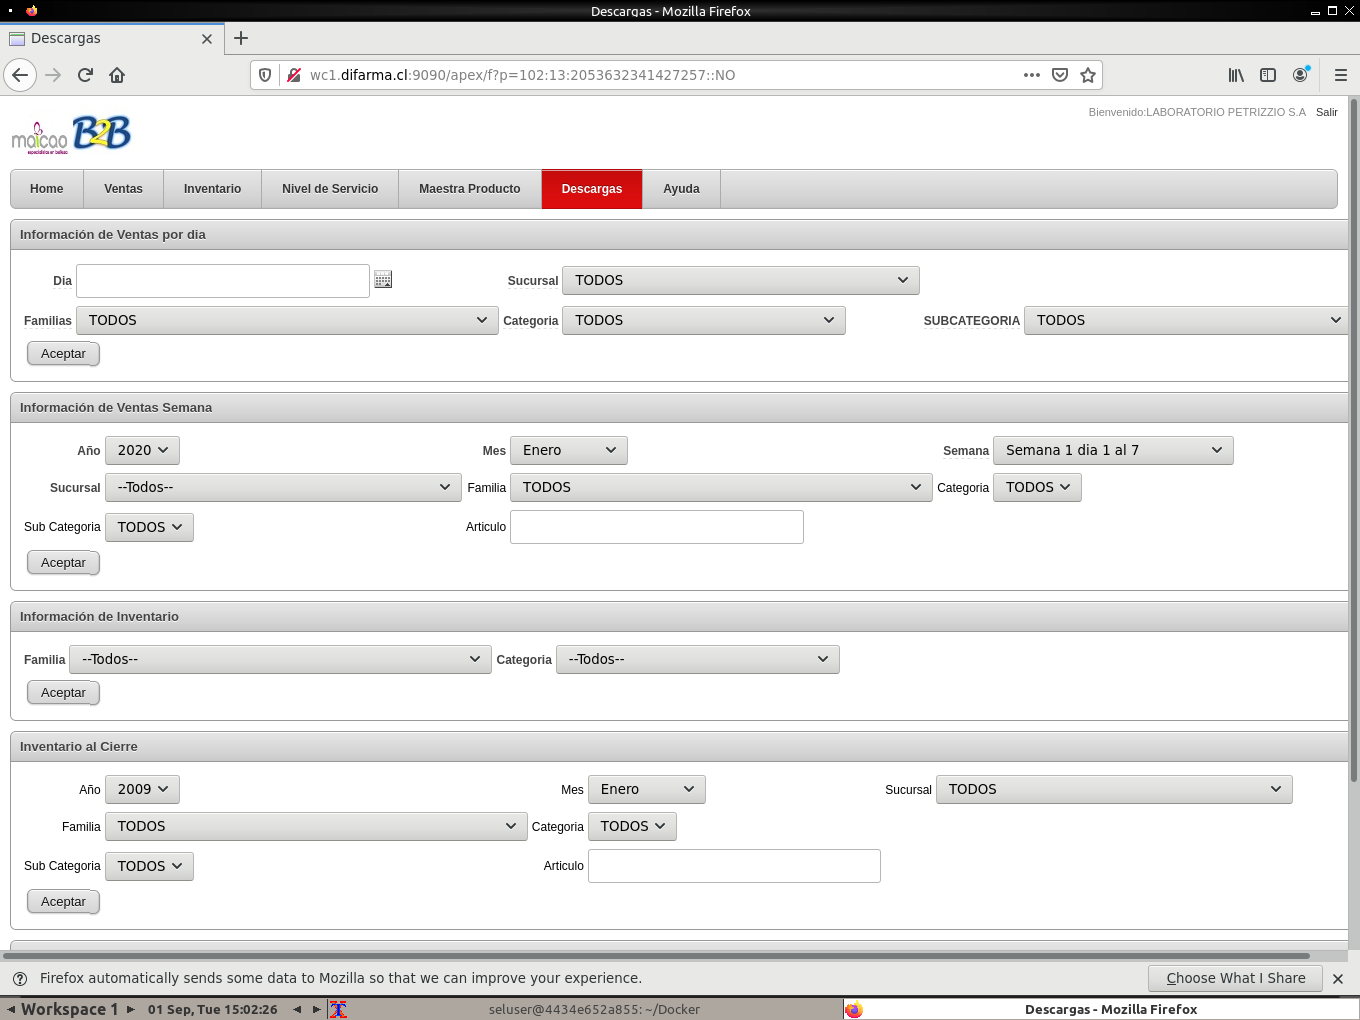 Descargas - Mozilla Firefox
Descargas
wc1.difarma.cl:9090/apex/f?p=102:13:2053632341427257::NO
Bienvenido:LABORATORIO PETRIZZIO S.A Salir
maicao B2B
especialistas en belleza
Home Ventas Inventario Nivel de Servicio Maestra Producto Descargas Ayuda
Información de Ventas por dia
Dia Sucursal TODOS
Familias TODOS Categoria TODOS SUBCATEGORIA TODOS
Aceptar
Información de Ventas Semana
Año 2020 Mes Enero Semana Semana 1 dia 1 al 7
Sucursal --Todos-- Familia TODOS Categoria TODOS
Sub Categoria TODOS Articulo
Aceptar
Información de Inventario
Familia --Todos-- Categoria --Todos--
Aceptar
Inventario al Cierre
Año 2009 Mes Enero Sucursal TODOS
Familia TODOS Categoria TODOS
Sub Categoria TODOS Articulo
Aceptar
Firefox automatically sends some data to Mozilla so that we can improve your experience. Choose What I Share
Workspace 1 01 Sep, Tue 15:02:26 seluser@4434e652a855: ~/Docker Descargas - Mozilla Firefox